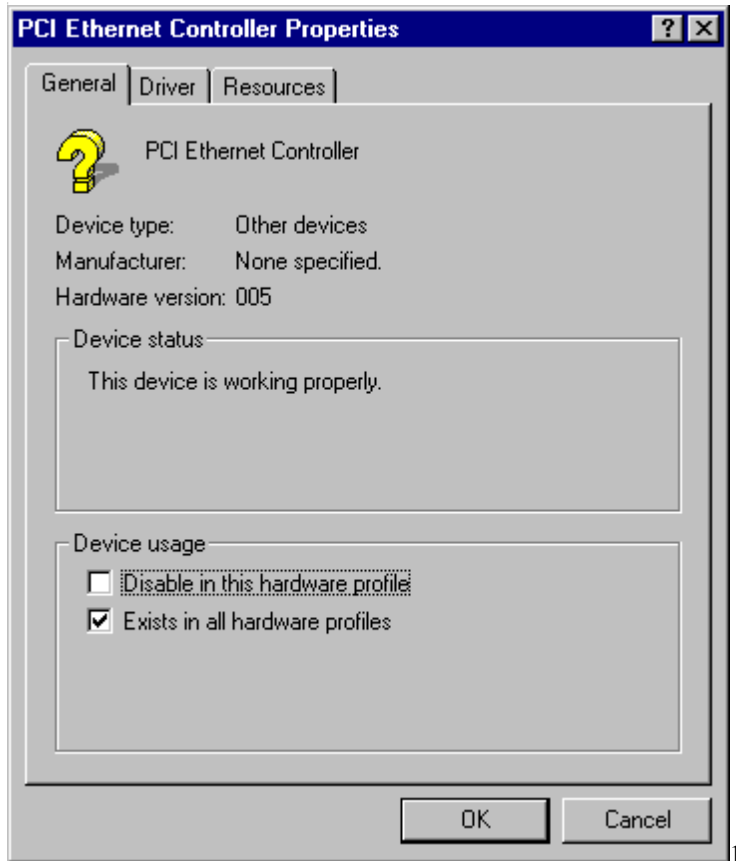 PCI Ethernet Controller Properties
General Driver Resources
PCI Ethernet Controller
Device type: Other devices
Manufacturer: None specified.
Hardware version: 005
Device status
This device is working properly.
Device usage
Disable in this hardware profile
Exists in all hardware profiles
OK Cancel
1